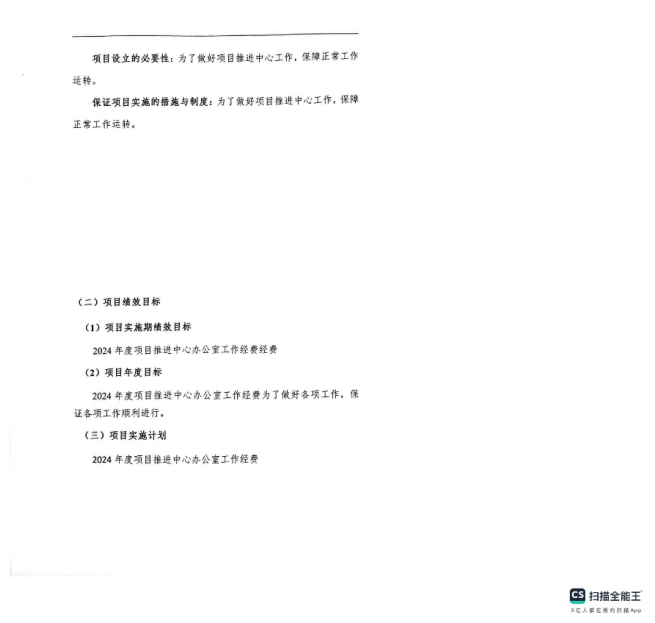 项目设立的必要性：为了做好项目推进中心工作，保障正常工作
运转。
保证项目实施的措施与制度：为了做好项目推进中心工作，保障
正常工作运转。
（二）项目绩效目标
（1）项目实施期绩效目标
2024 年度项目推进中心办公室工作经费经费
（2）项目年度目标
2024 年度项目推进中心办公室工作经费为了做好各项工作，保
证各项工作顺利进行。
（三）项目实施计划
2024 年度项目推进中心办公室工作经费
CS 扫描全能王
3亿人都在用的扫描App